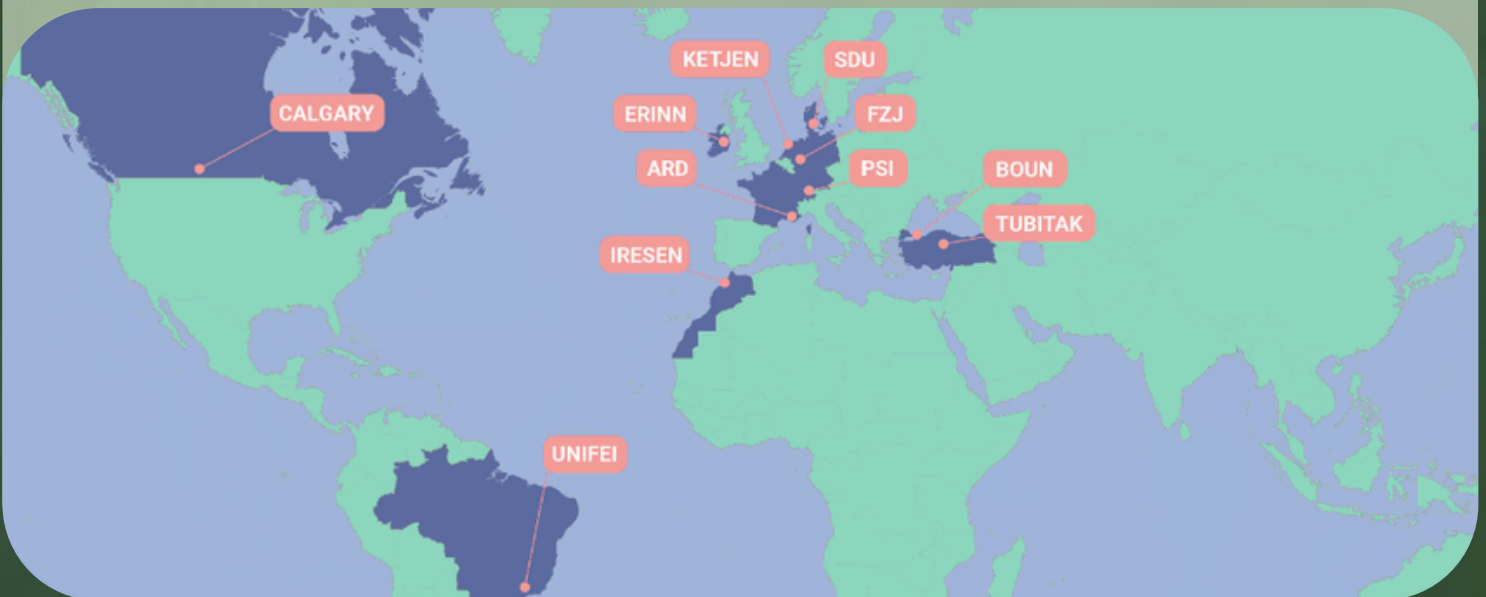 KETJEN
SDU
CALGARY
ERINN
FZJ
ARD
PSI
BOUN
TUBITAK
IRESEN
UNIFEI